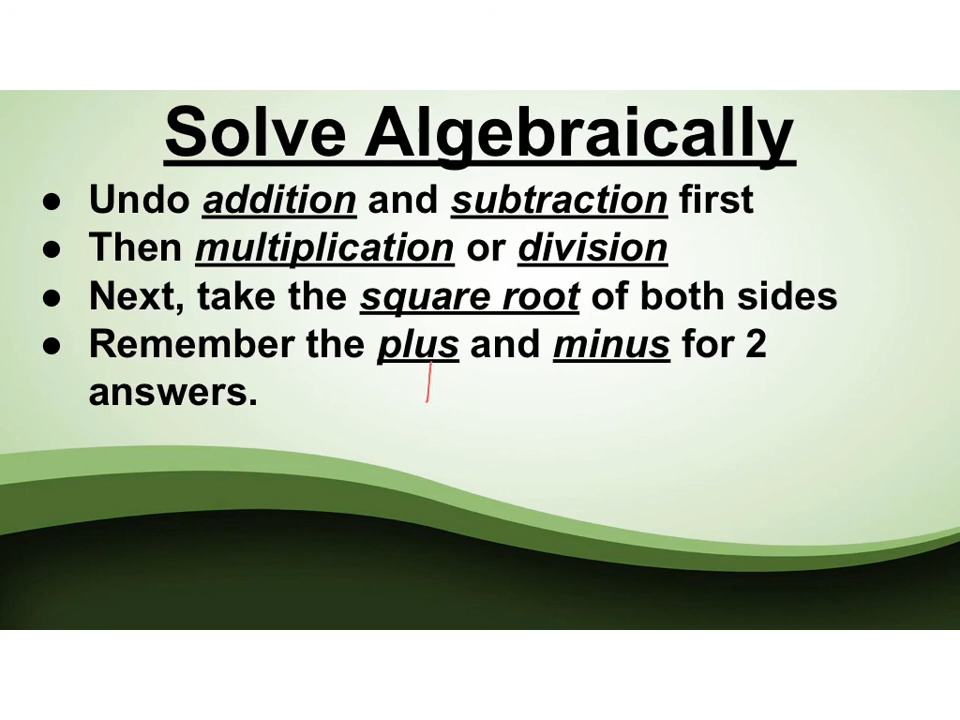 Solve Algebraically
● Undo addition and subtraction first
● Then multiplication or division
● Next, take the square root of both sides
● Remember the plus and minus for 2
answers.